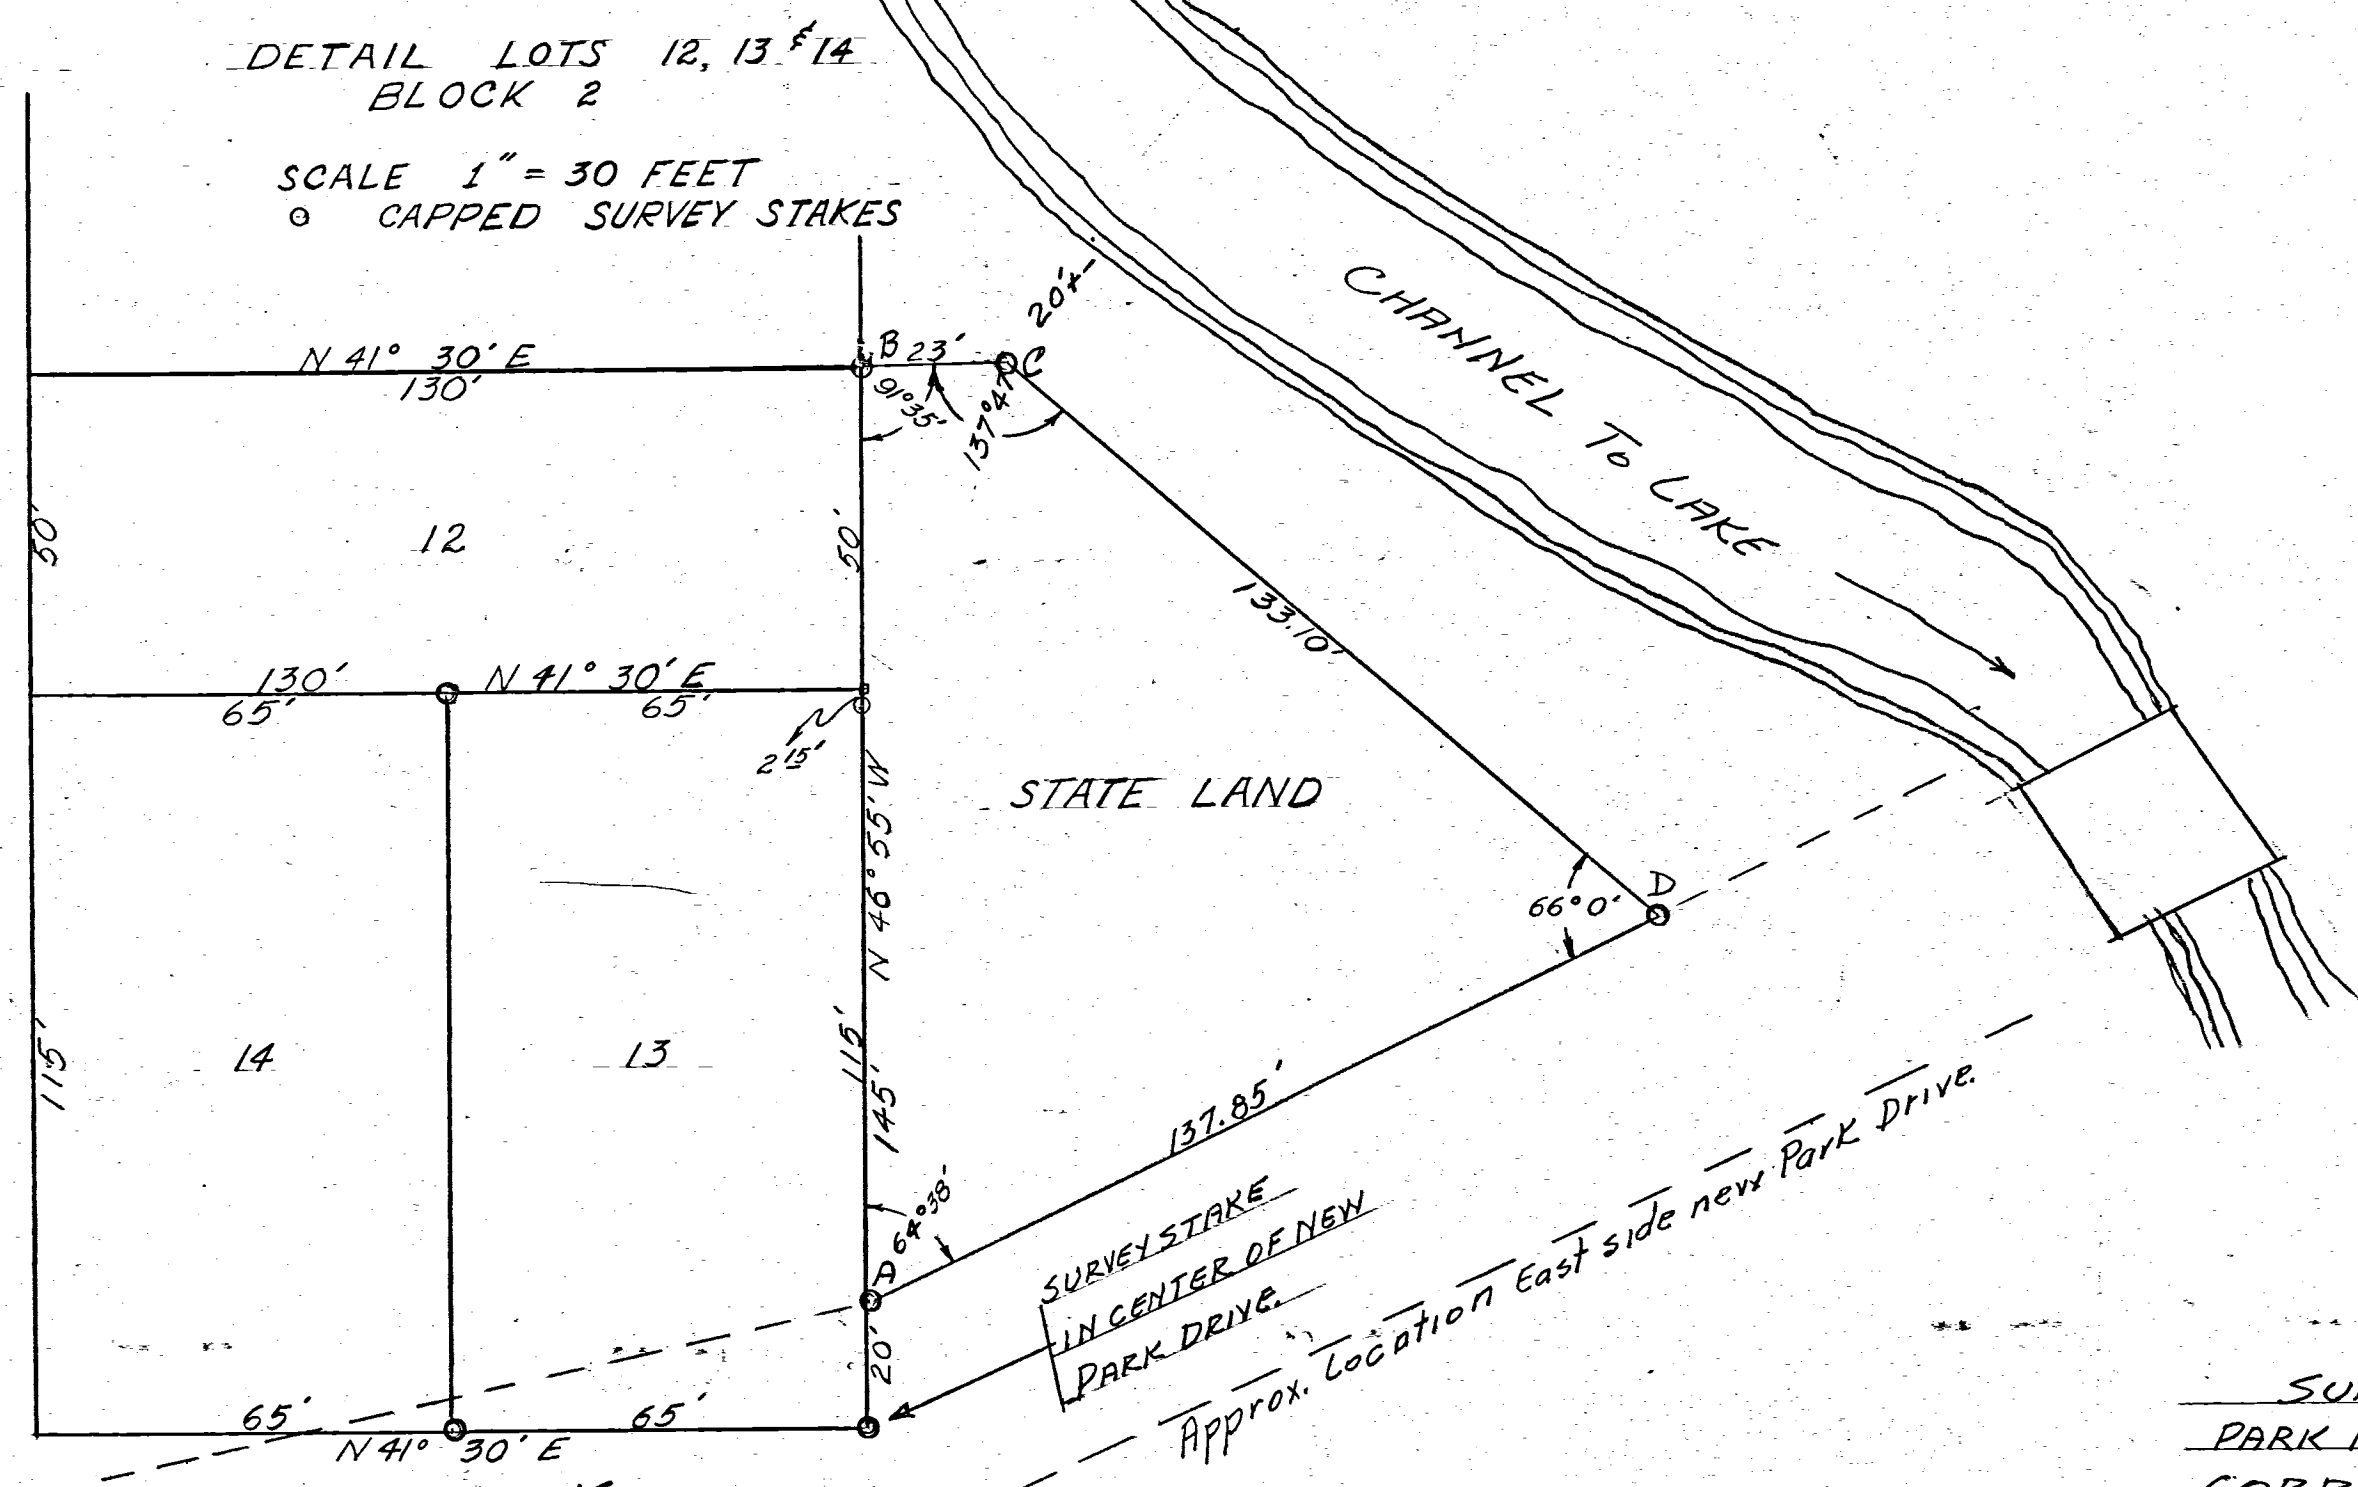 DETAIL LOTS 12, 13 & 14
BLOCK 2
SCALE 1" = 30 FEET
CAPPED SURVEY STAKES
N 41° 30' E
130'
B
23'
C
20'±
91°35'
137°47'
CHANNEL To LAKE
50'
12
50'
133.10'
130'
N 41° 30' E
65'
65'
2 15'
N 46° 55' W
STATE LAND
D
66°0'
115'
14
13
115'
145'
137.85'
64°38'
A
20'
SURVEY STAKE
IN CENTER OF NEW
PARK DRIVE.
Approx. Location East side new Park Drive.
65'
65'
N 41° 30' E
PARK